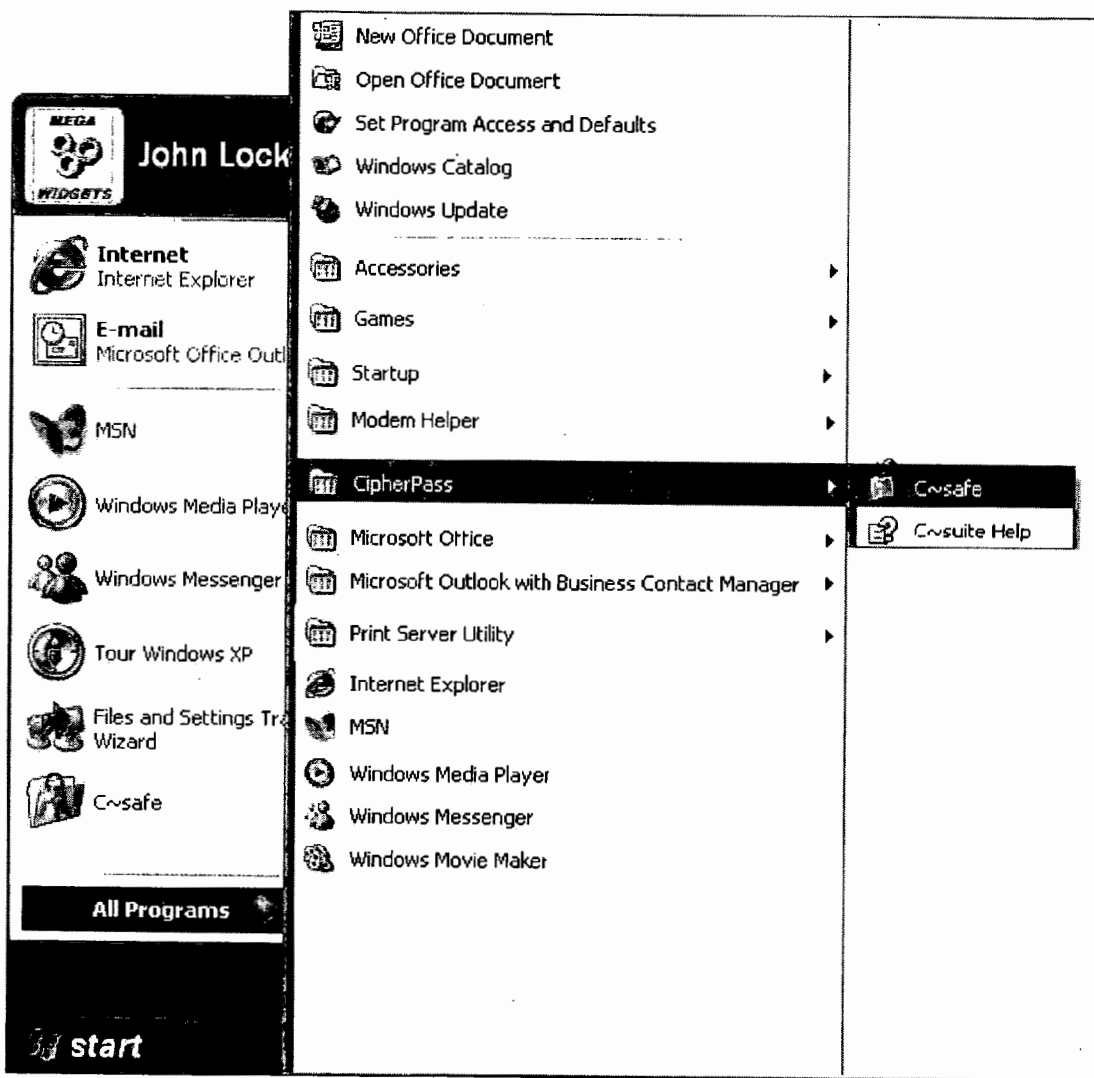 MEGA
WIDGETS
John Lock
Internet
Internet Explorer
E-mail
Microsoft Office Outl
MSN
Windows Media Playe
Windows Messenger
Tour Windows XP
Files and Settings Tra
Wizard
C~safe
All Programs
start
New Office Document
Open Office Document
Set Program Access and Defaults
Windows Catalog
Windows Update
Accessories
Games
Startup
Modem Helper
CipherPass
Microsoft Office
Microsoft Outlook with Business Contact Manager
Print Server Utility
Internet Explorer
MSN
Windows Media Player
Windows Messenger
Windows Movie Maker
C~safe
C~suite Help